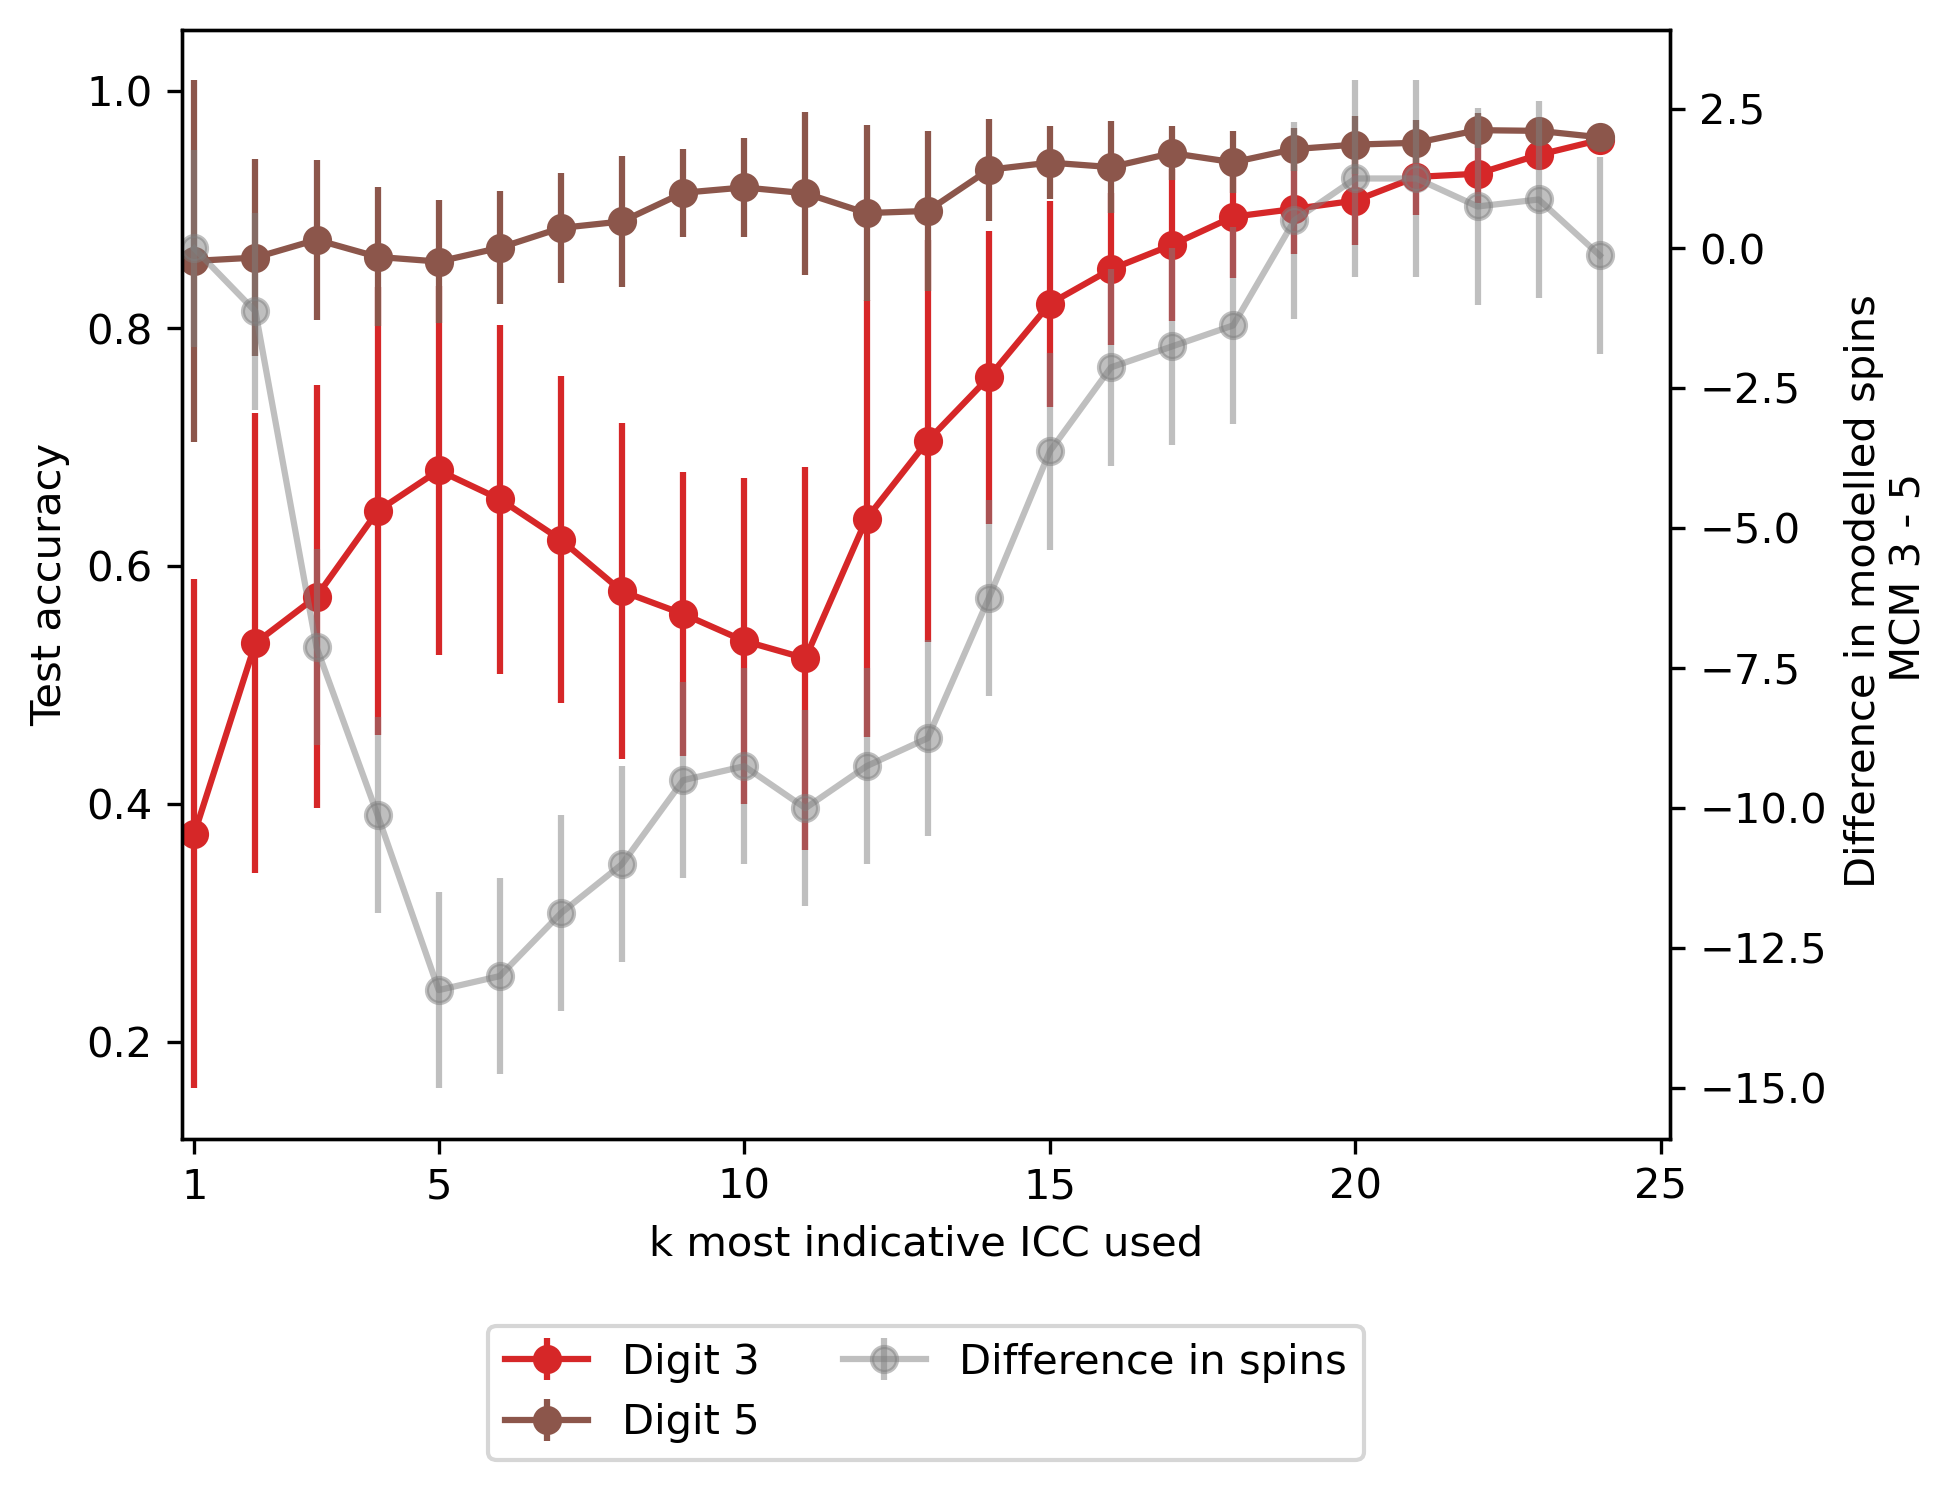 1.0
0.8
0.6
0.4
0.2
Test accuracy
2.5
0.0
−2.5
−5.0
−7.5
−10.0
−12.5
−15.0
Difference in modelled spins
MCM 3 - 5
1 5 10 15 20 25
k most indicative ICC used
Digit 3
Digit 5
Difference in spins